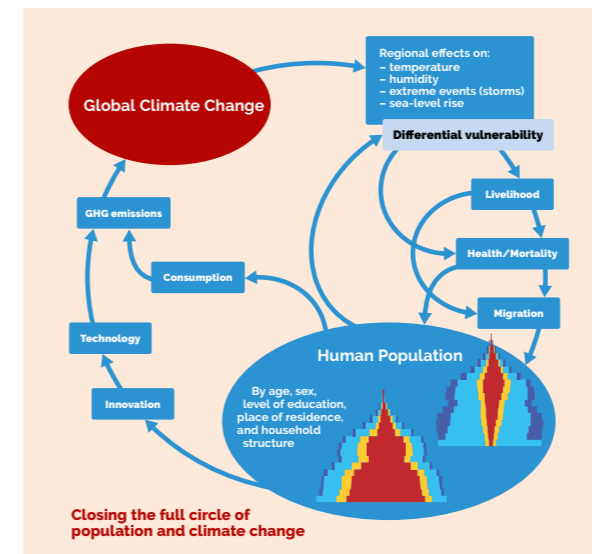 Regional effects on:
– temperature
– humidity
– extreme events (storms)
– sea-level rise
Global Climate Change
Differential vulnerability
Livelihood
GHG emissions
Health/Mortality
Consumption
Migration
Technology
Human Population
By age, sex,
level of education,
place of residence,
and household
structure
Innovation
Closing the full circle of
population and climate change